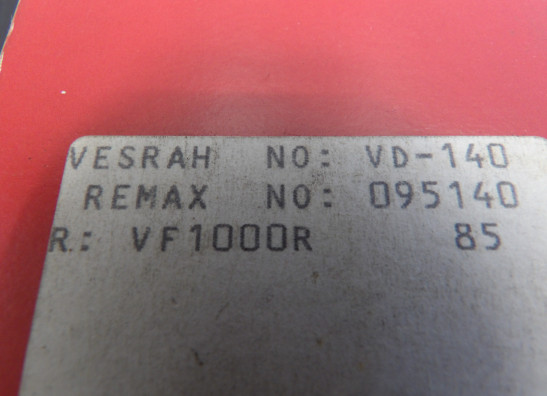 VESRAH NO: VD-140
REMAX NO: 095140
R: VF1000R 85